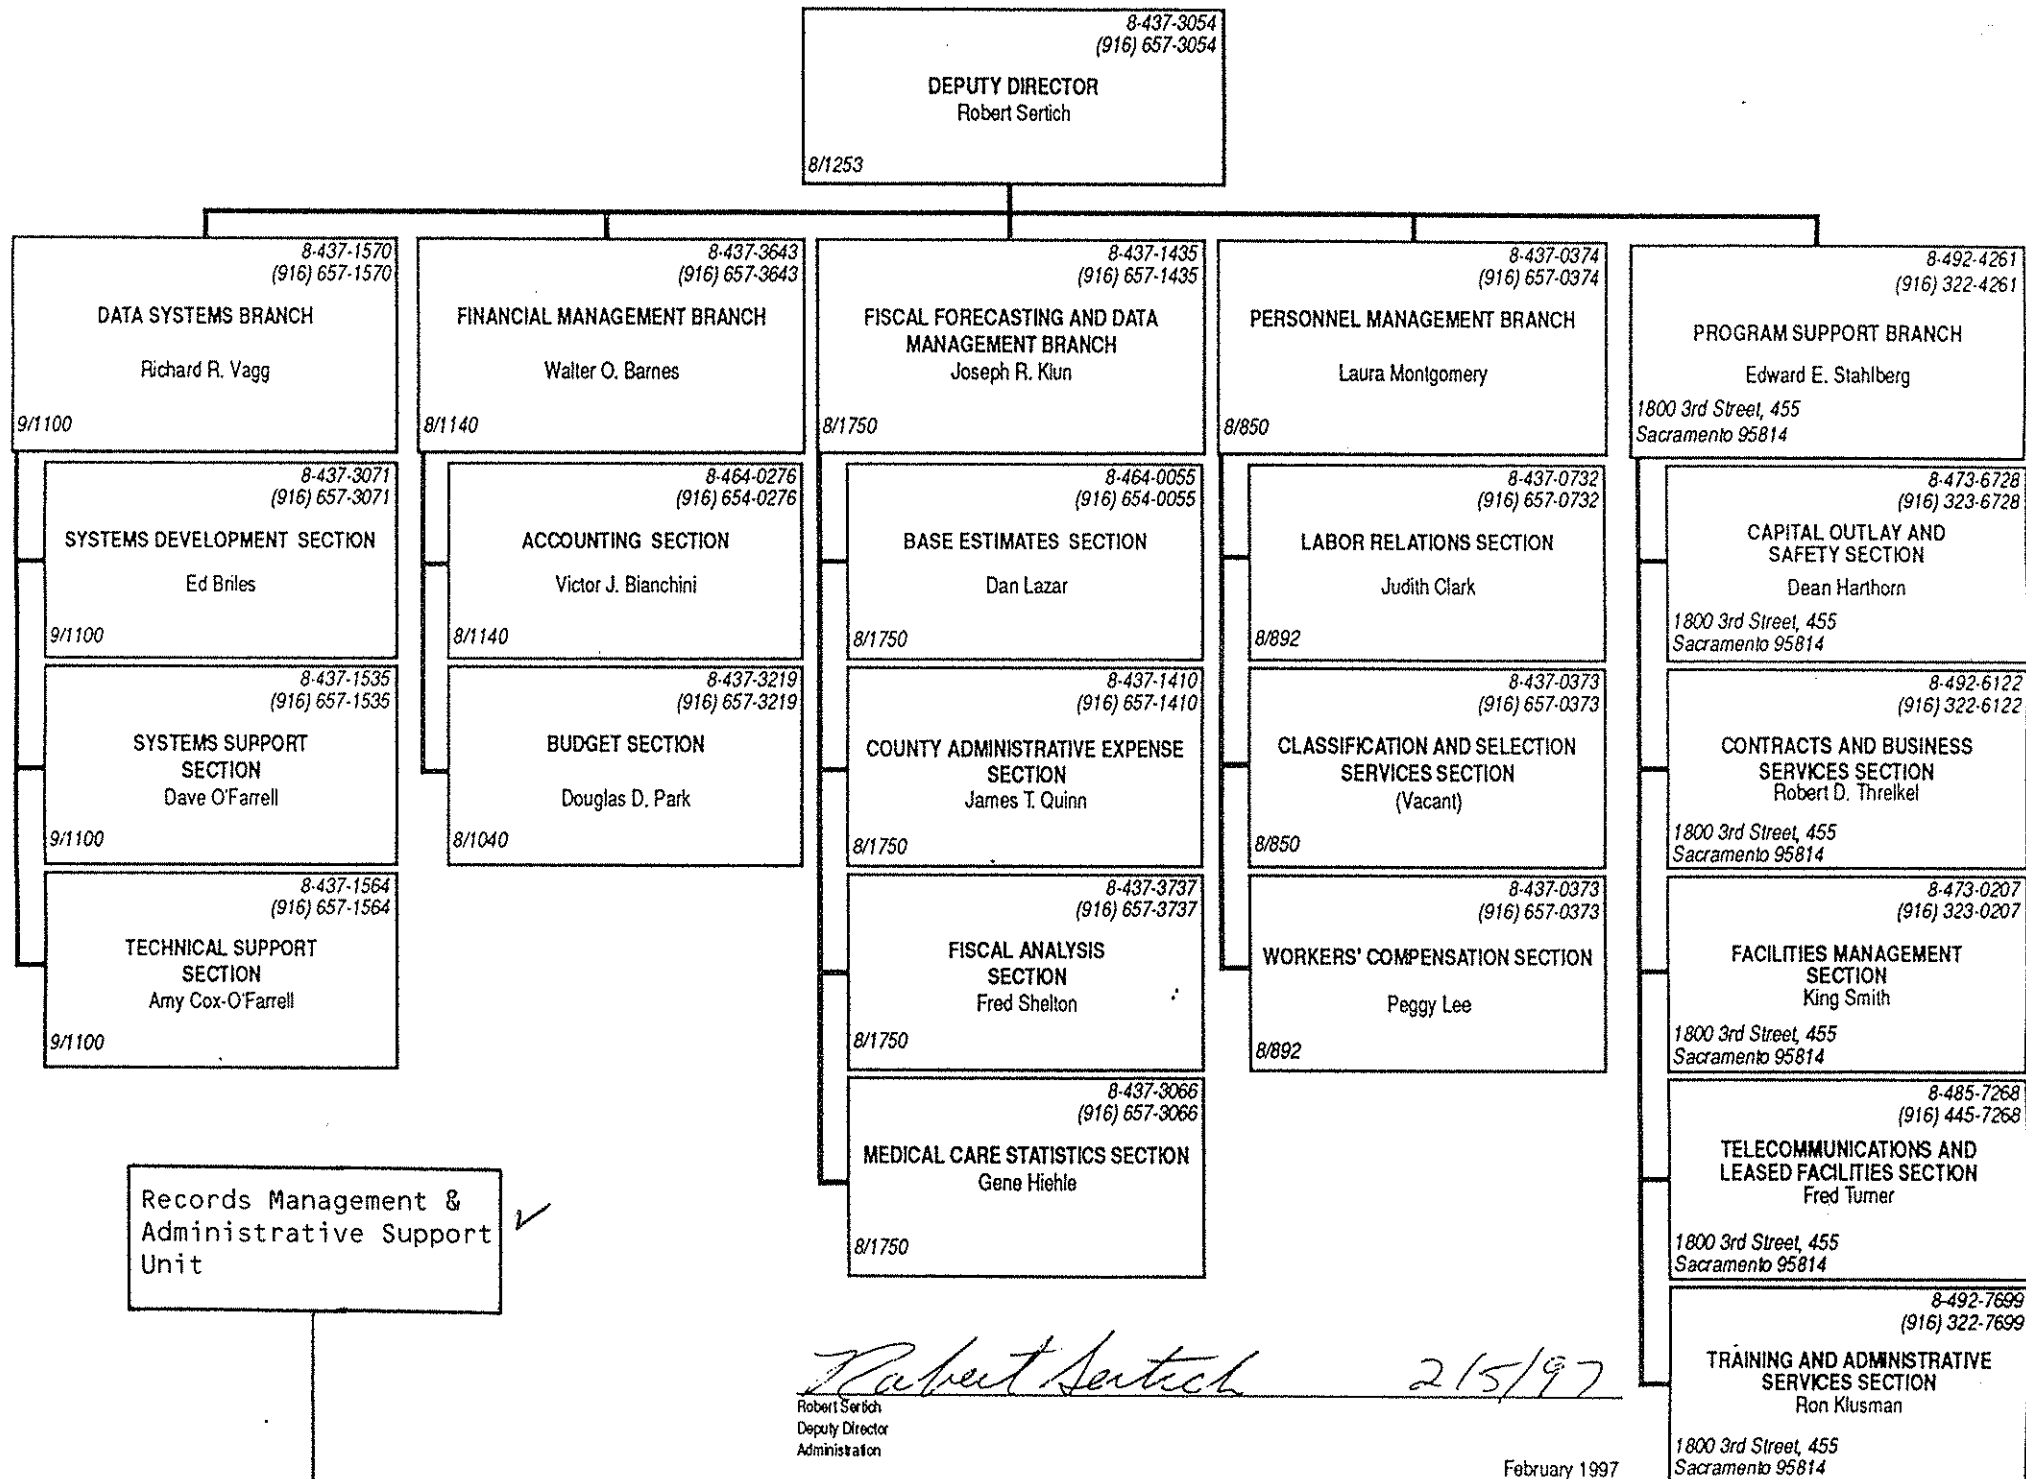 8-437-3054
(916) 657-3054
DEPUTY DIRECTOR
Robert Sertich
8/1253
8-437-1570
(916) 657-1570
DATA SYSTEMS BRANCH
Richard R. Vagg
9/1100
8-437-3071
(916) 657-3071
SYSTEMS DEVELOPMENT SECTION
Ed Briles
9/1100
8-437-1535
(916) 657-1535
SYSTEMS SUPPORT
SECTION
Dave O'Farrell
9/1100
8-437-1564
(916) 657-1564
TECHNICAL SUPPORT
SECTION
Amy Cox-O'Farrell
9/1100
8-437-3643
(916) 657-3643
FINANCIAL MANAGEMENT BRANCH
Walter O. Barnes
8/1140
8-464-0276
(916) 654-0276
ACCOUNTING SECTION
Victor J. Bianchini
8/1140
8-437-3219
(916) 657-3219
BUDGET SECTION
Douglas D. Park
8/1040
8-437-1435
(916) 657-1435
FISCAL FORECASTING AND DATA
MANAGEMENT BRANCH
Joseph R. Klun
8/1750
8-464-0055
(916) 654-0055
BASE ESTIMATES SECTION
Dan Lazar
8/1750
8-437-1410
(916) 657-1410
COUNTY ADMINISTRATIVE EXPENSE
SECTION
James T. Quinn
8/1750
8-437-3737
(916) 657-3737
FISCAL ANALYSIS
SECTION
Fred Shelton
8/1750
8-437-3066
(916) 657-3066
MEDICAL CARE STATISTICS SECTION
Gene Hiehle
8/1750
8-437-0374
(916) 657-0374
PERSONNEL MANAGEMENT BRANCH
Laura Montgomery
8/850
8-437-0732
(916) 657-0732
LABOR RELATIONS SECTION
Judith Clark
8/892
8-437-0373
(916) 657-0373
CLASSIFICATION AND SELECTION
SERVICES SECTION
(Vacant)
8/850
8-437-0373
(916) 657-0373
WORKERS' COMPENSATION SECTION
Peggy Lee
8/892
8-492-4261
(916) 322-4261
PROGRAM SUPPORT BRANCH
Edward E. Stahlberg
1800 3rd Street, 455
Sacramento 95814
8-473-6728
(916) 323-6728
CAPITAL OUTLAY AND
SAFETY SECTION
Dean Harthorn
1800 3rd Street, 455
Sacramento 95814
8-492-6122
(916) 322-6122
CONTRACTS AND BUSINESS
SERVICES SECTION
Robert D. Threlkel
1800 3rd Street, 455
Sacramento 95814
8-473-0207
(916) 323-0207
FACILITIES MANAGEMENT
SECTION
King Smith
1800 3rd Street, 455
Sacramento 95814
8-485-7268
(916) 445-7268
TELECOMMUNICATIONS AND
LEASED FACILITIES SECTION
Fred Turner
1800 3rd Street, 455
Sacramento 95814
8-492-7699
(916) 322-7699
TRAINING AND ADMINISTRATIVE
SERVICES SECTION
Ron Klusman
1800 3rd Street, 455
Sacramento 95814
Records Management &
Administrative Support
Unit
Robert Sertich 2/5/97
Robert Sertich
Deputy Director
Administration
February 1997